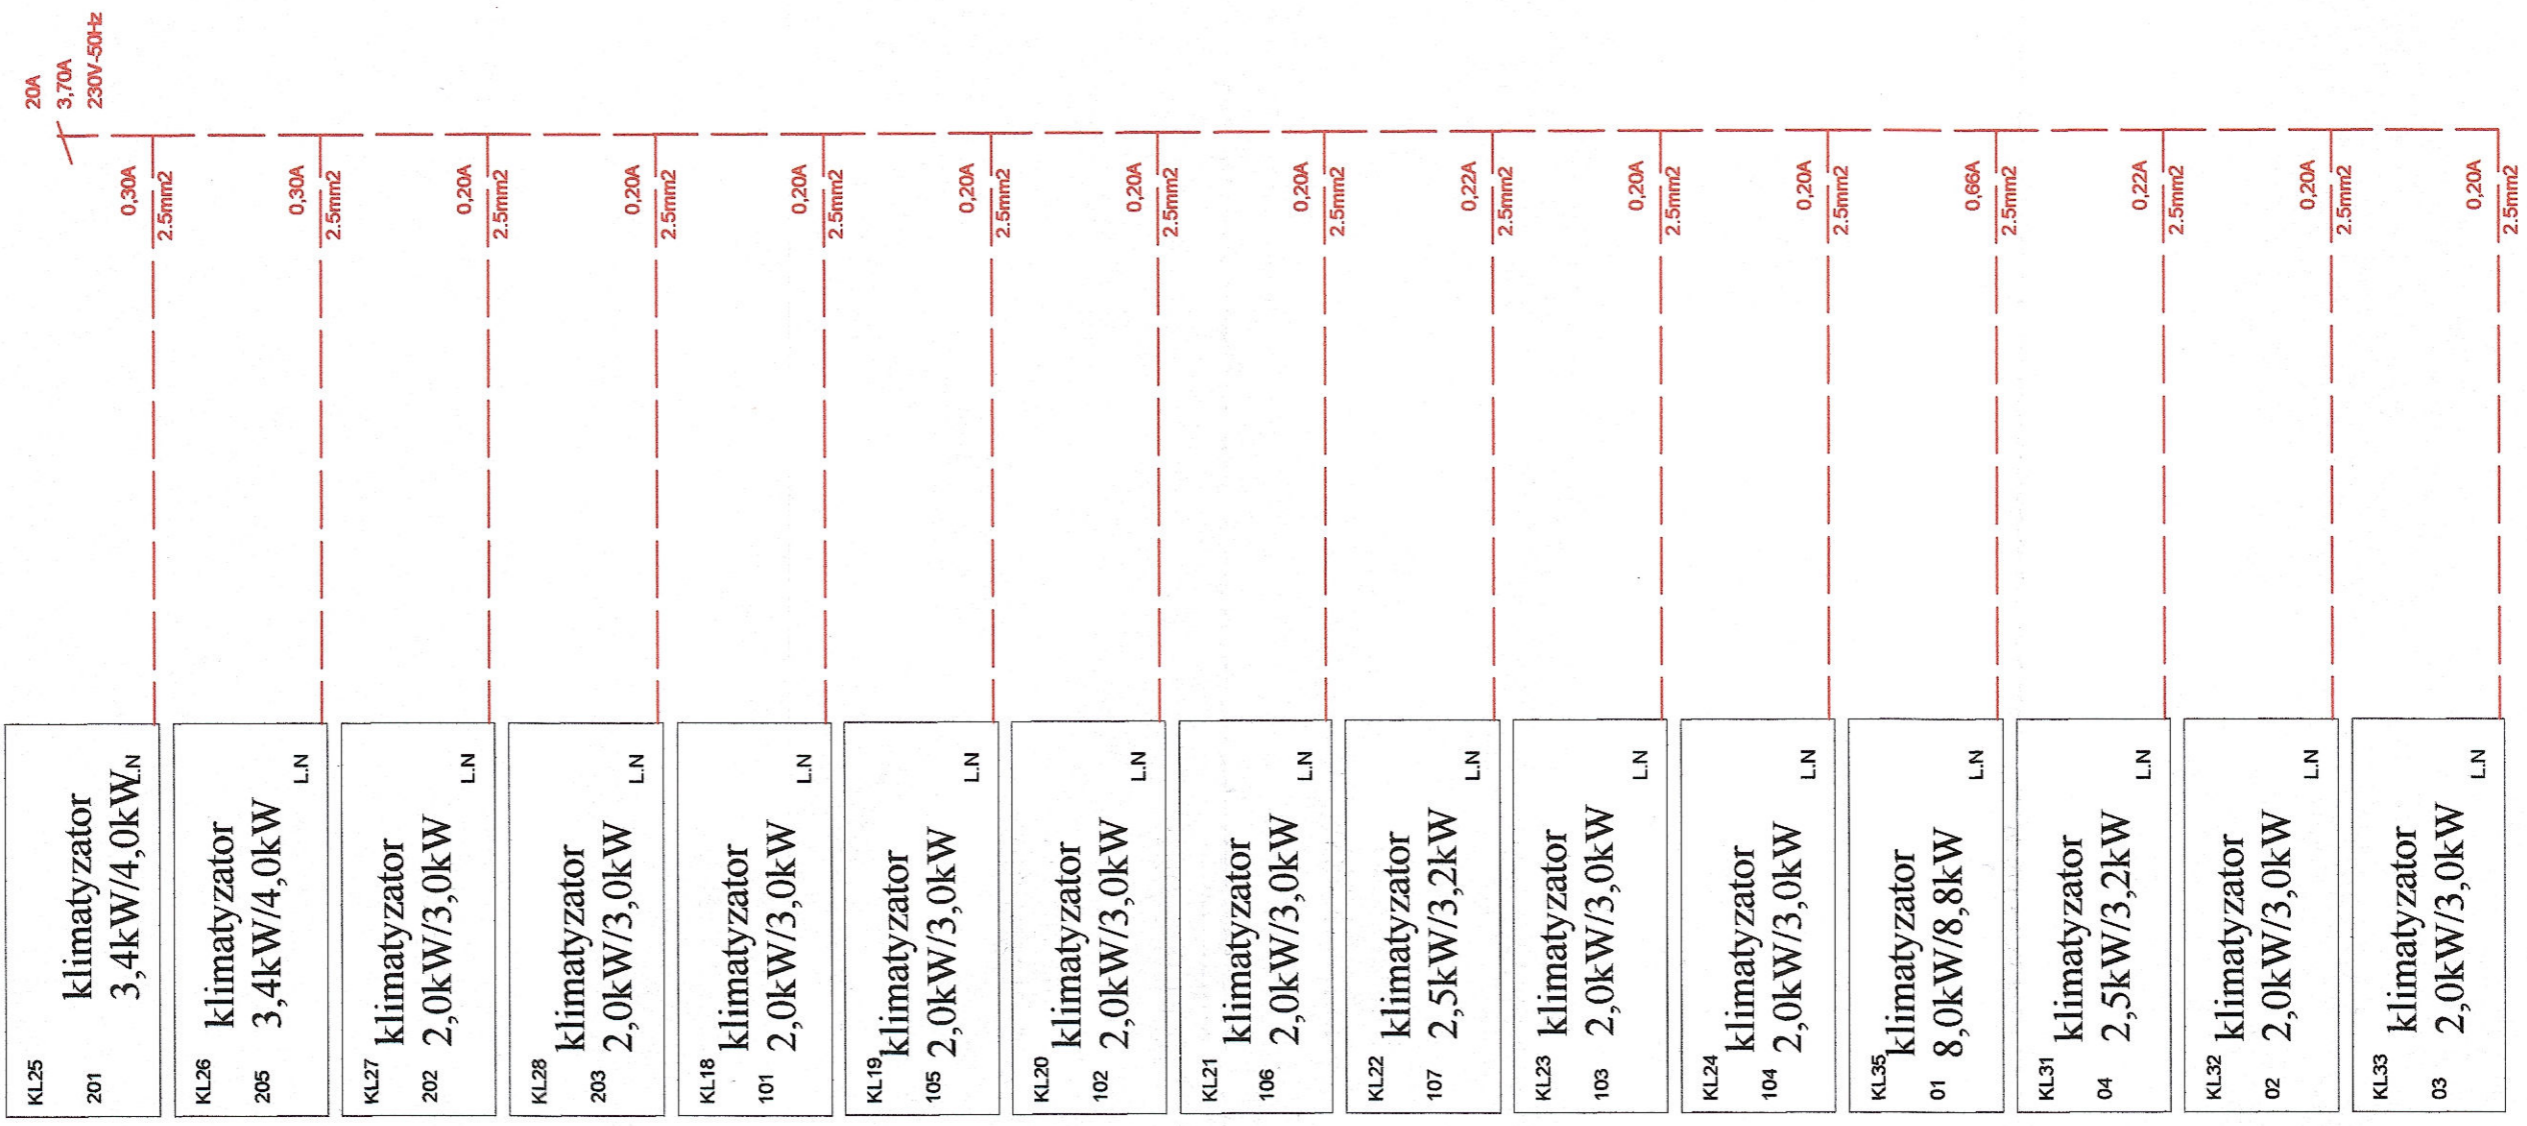 20A
3,70A
230V-50Hz
0,30A
2.5mm2
0,30A
2.5mm2
0,20A
2.5mm2
0,20A
2.5mm2
0,20A
2.5mm2
0,20A
2.5mm2
0,20A
2.5mm2
0,20A
2.5mm2
0,22A
2.5mm2
0,20A
2.5mm2
0,20A
2.5mm2
0,66A
2.5mm2
0,22A
2.5mm2
0,20A
2.5mm2
0,20A
2.5mm2
KL25
klimatyzator
201
3,4kW/4,0kW
L.N
KL26
klimatyzator
205
3,4kW/4,0kW
L.N
KL27
klimatyzator
202
2,0kW/3,0kW
L.N
KL28
klimatyzator
203
2,0kW/3,0kW
L.N
KL18
klimatyzator
101
2,0kW/3,0kW
L.N
KL19
klimatyzator
105
2,0kW/3,0kW
L.N
KL20
klimatyzator
102
2,0kW/3,0kW
L.N
KL21
klimatyzator
106
2,0kW/3,0kW
L.N
KL22
klimatyzator
107
2,5kW/3,2kW
L.N
KL23
klimatyzator
103
2,0kW/3,0kW
L.N
KL24
klimatyzator
104
2,0kW/3,0kW
L.N
KL35
klimatyzator
01
8,0kW/8,8kW
L.N
KL31
klimatyzator
04
2,5kW/3,2kW
L.N
KL32
klimatyzator
02
2,0kW/3,0kW
L.N
KL33
klimatyzator
03
2,0kW/3,0kW
L.N